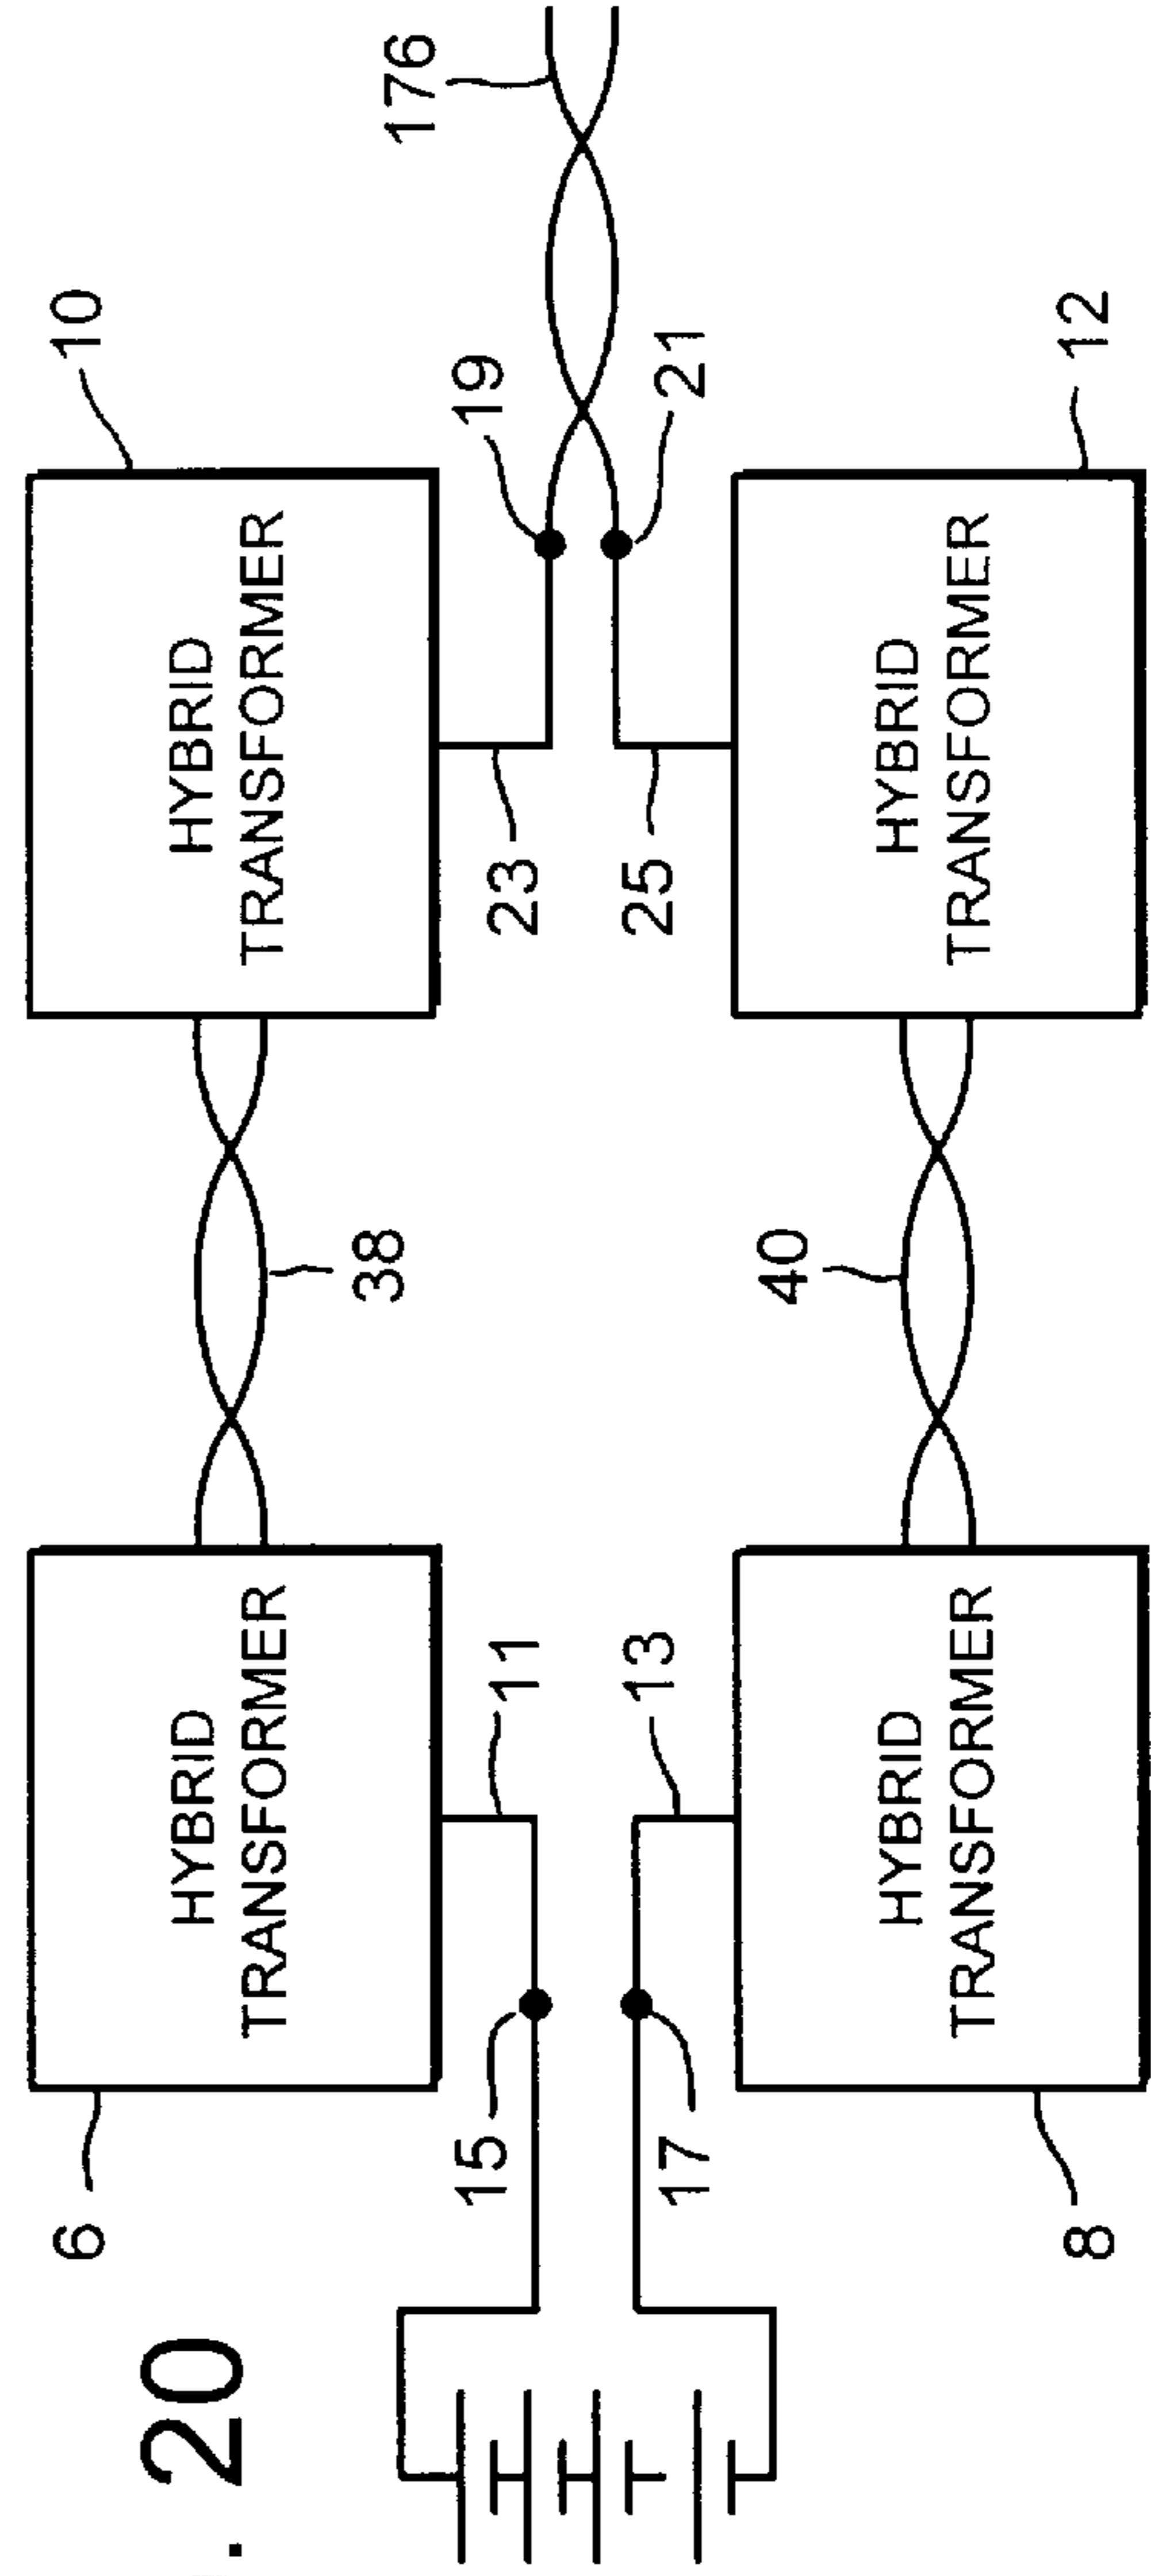 . 20
6
HYBRID
TRANSFORMER
38
HYBRID
TRANSFORMER
10
15
11
23
19
176
17
13
25
21
8
HYBRID
TRANSFORMER
40
HYBRID
TRANSFORMER
12